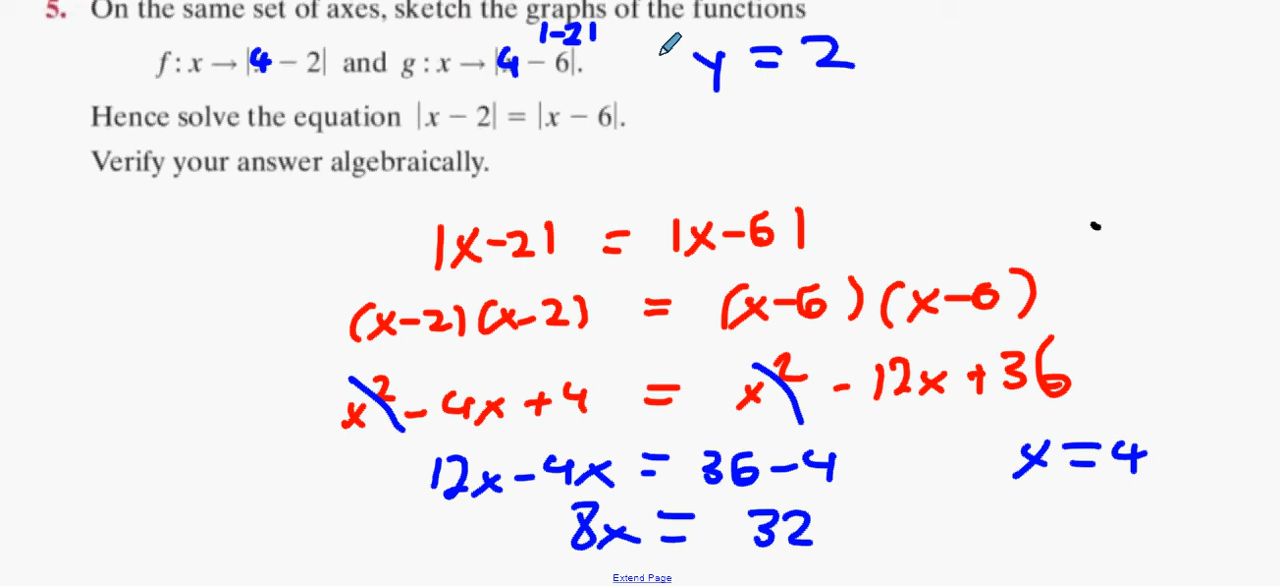 5. On the same set of axes, sketch the graphs of the functions
|-2|
f : x → |4 − 2| and g : x → |4 − 6|. y = 2
Hence solve the equation |x − 2| = |x − 6|.
Verify your answer algebraically.
|x-2| = |x-6|
(x-2)(x-2) = (x-6)(x-6)
x² - 4x + 4 = x² - 12x + 36
12x - 4x = 36 - 4 x = 4
8x = 32
Extend Page